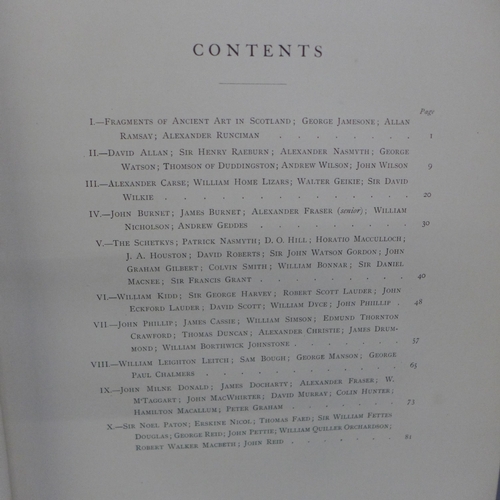 CONTENTS
Page
I.—Fragments of Ancient Art in Scotland; George Jamesone; Allan
Ramsay; Alexander Runciman . . . . . . . 1
II.—David Allan; Sir Henry Raeburn; Alexander Nasmyth; George
Watson; Thomson of Duddingston; Andrew Wilson; John Wilson 9
III.—Alexander Carse; William Home Lizars; Walter Geikie; Sir David
Wilkie . . . . . . . . . . . 20
IV.—John Burnet; James Burnet; Alexander Fraser (senior); William
Nicholson; Andrew Geddes . . . . . . . 30
V.—The Schetkys; Patrick Nasmyth; D. O. Hill; Horatio Macculloch;
J. A. Houston; David Roberts; Sir John Watson Gordon; John
Graham Gilbert; Colvin Smith; William Bonnar; Sir Daniel
Macnee; Sir Francis Grant . . . . . . . 40
VI.—William Kidd; Sir George Harvey; Robert Scott Lauder; John
Eckford Lauder; David Scott; William Dyce; John Phillip . 48
VII.—John Phillip; James Cassie; William Simson; Edmund Thornton
Crawford; Thomas Duncan; Alexander Christie; James Drum-
mond; William Borthwick Johnstone . . . . . 57
VIII.—William Leighton Leitch; Sam Bough; George Manson; George
Paul Chalmers . . . . . . . . . 65
IX.—John Milne Donald; James Docharty; Alexander Fraser; W.
M'Taggart; John MacWhirter; David Murray; Colin Hunter;
Hamilton Macallum; Peter Graham . . . . . 73
X.—Sir Noel Paton; Erskine Nicol; Thomas Faed; Sir William Fettes
Douglas; George Reid; John Pettie; William Quiller Orchardson;
Robert Walker Macbeth; John Reid . . . . . 82